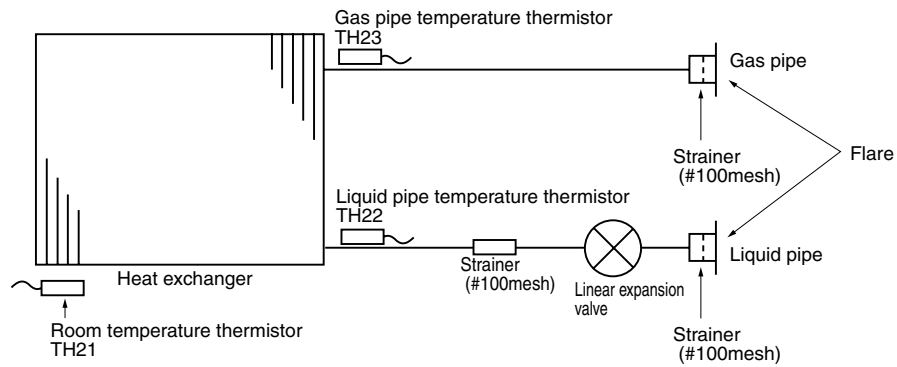 Gas pipe temperature thermistor
TH23
Gas pipe
Strainer
(#100mesh)
Flare
Liquid pipe temperature thermistor
TH22
Liquid pipe
Strainer
(#100mesh)
Heat exchanger
Linear expansion
valve
Room temperature thermistor
TH21
Strainer
(#100mesh)